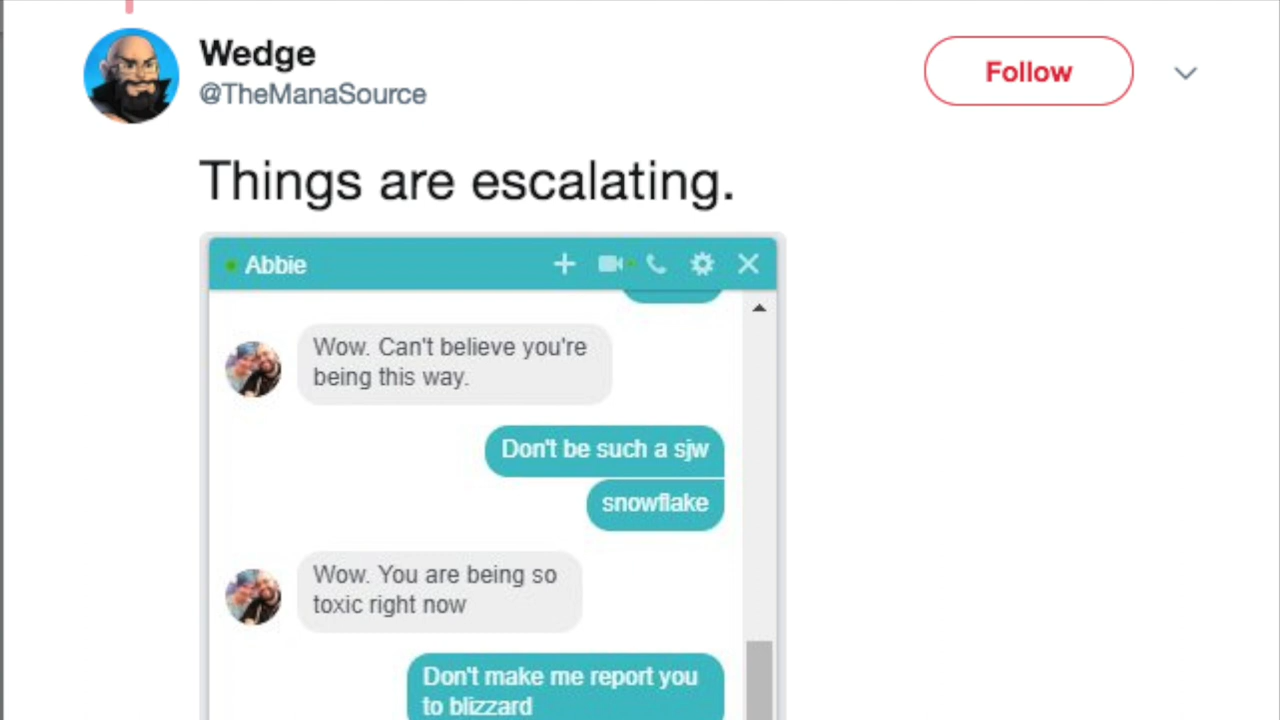 Wedge
@TheManaSource
Follow
Things are escalating.
Abbie
Wow. Can't believe you're
being this way.
Don't be such a sjw
snowflake
Wow. You are being so
toxic right now
Don't make me report you
to blizzard